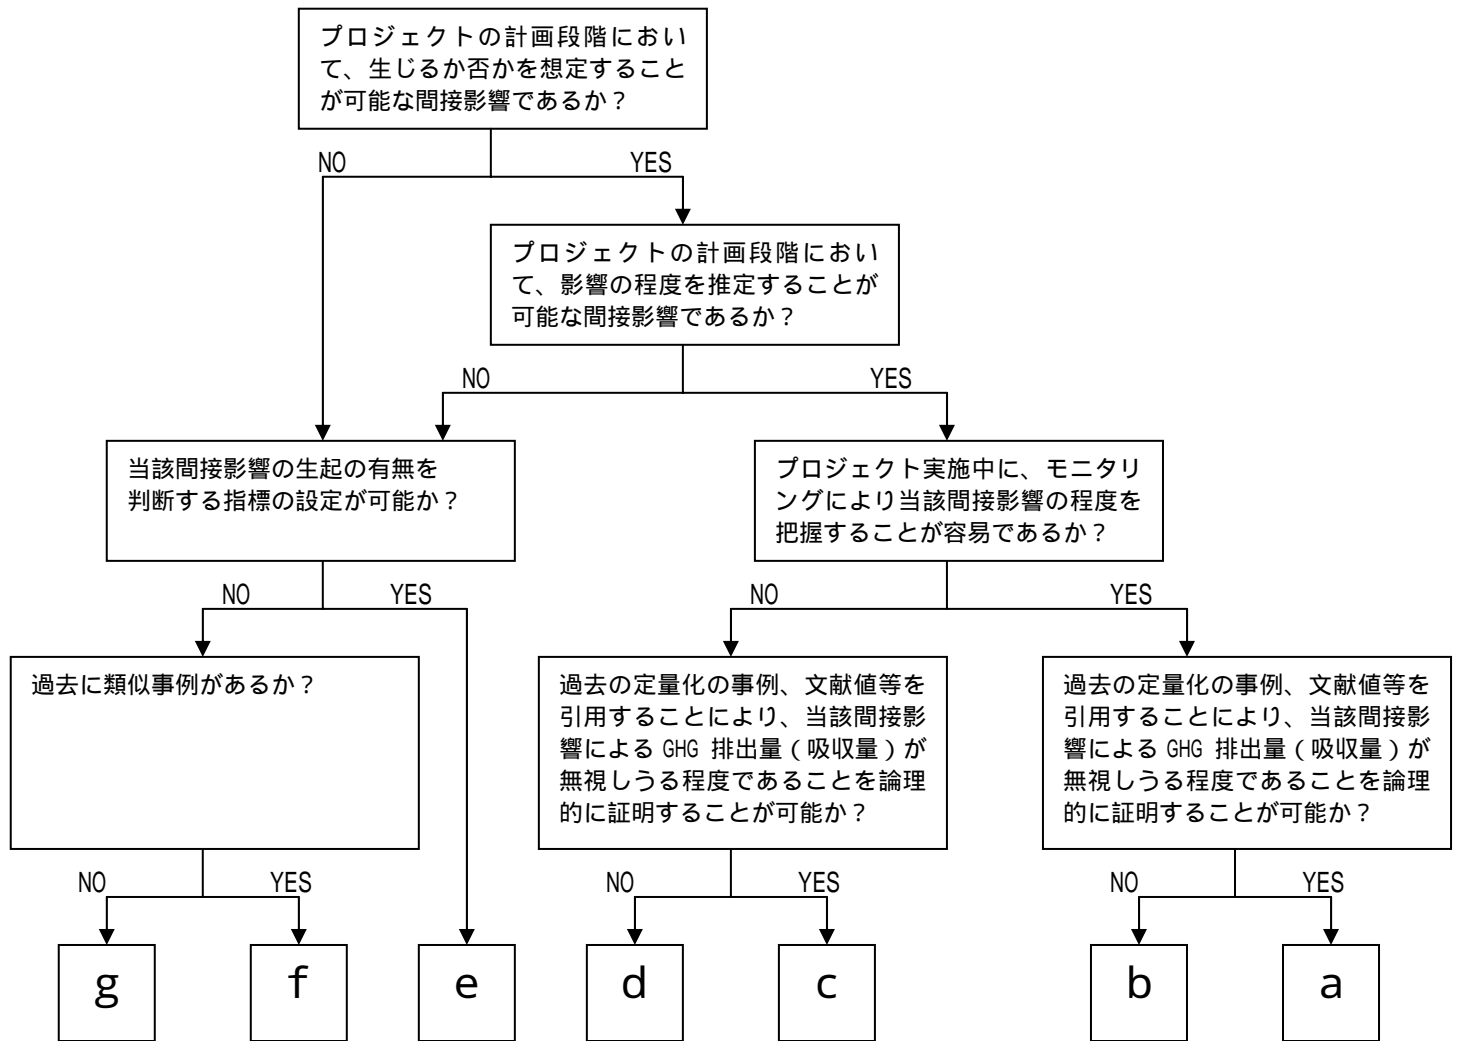 プロジェクトの計画段階におい
て、生じるか否かを想定すること
が可能な間接影響であるか？
NO
YES
プロジェクトの計画段階におい
て、影響の程度を推定することが
可能な間接影響であるか？
NO
YES
当該間接影響の生起の有無を
判断する指標の設定が可能か？
プロジェクト実施中に、モニタリ
ングにより当該間接影響の程度を
把握することが容易であるか？
NO
YES
NO
YES
過去に類似事例があるか？
過去の定量化の事例、文献値等を
引用することにより、当該間接影
響による GHG 排出量（吸収量）が
無視しうる程度であることを論理
的に証明することが可能か？
過去の定量化の事例、文献値等を
引用することにより、当該間接影
響による GHG 排出量（吸収量）が
無視しうる程度であることを論理
的に証明することが可能か？
NO
YES
NO
YES
NO
YES
g
f
e
d
c
b
a